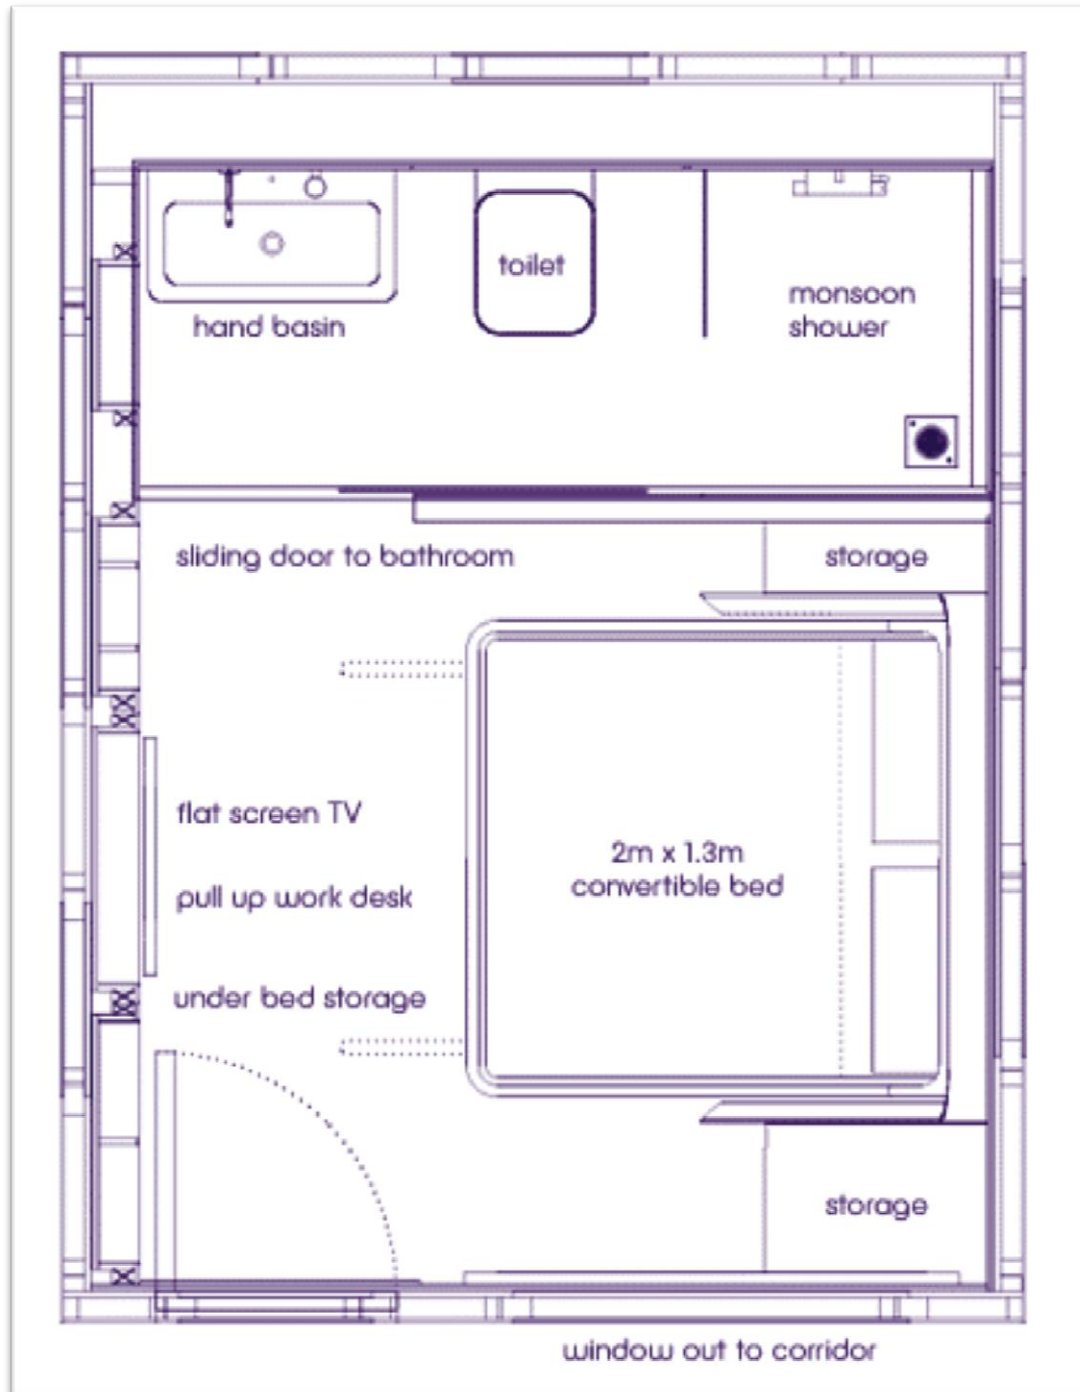 toilet
monsoon
shower
hand basin
sliding door to bathroom
storage
flat screen TV
2m x 1.3m
convertible bed
pull up work desk
under bed storage
storage
window out to corridor